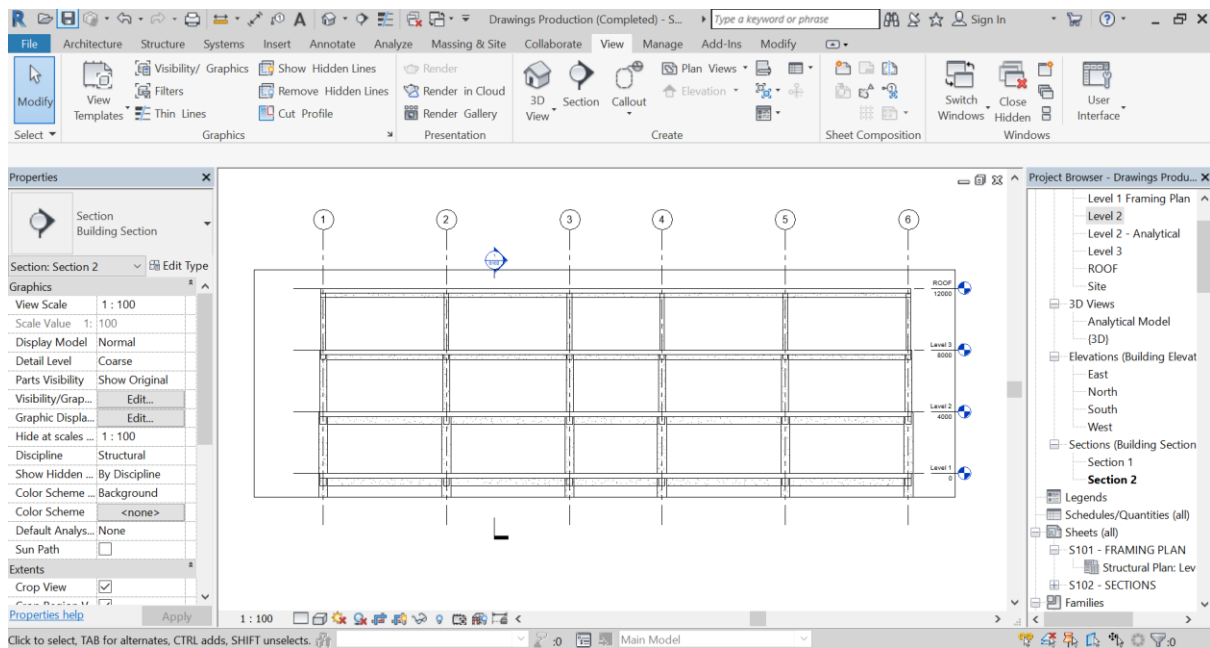 R A Drawings Production (Completed) - S... Type a keyword or phrase Sign In
File Architecture Structure Systems Insert Annotate Analyze Massing & Site Collaborate View Manage Add-Ins Modify
Modify
View Templates
Visibility/ Graphics
Filters
Thin Lines
Show Hidden Lines
Remove Hidden Lines
Cut Profile
Render
Render in Cloud
Render Gallery
3D View
Section
Callout
Plan Views
Elevation
Switch Windows
Close Hidden
User Interface
Select Graphics Presentation Create Sheet Composition Windows
Properties
Section
Building Section
Section: Section 2 Edit Type
Graphics
View Scale 1 : 100
Scale Value 1: 100
Display Model Normal
Detail Level Coarse
Parts Visibility Show Original
Visibility/Grap... Edit...
Graphic Displa... Edit...
Hide at scales ... 1 : 100
Discipline Structural
Show Hidden ... By Discipline
Color Scheme ... Background
Color Scheme <none>
Default Analys... None
Sun Path
Extents
Crop View
Properties help Apply
1 2 3 4 5 6
ROOF
12000
Level 3
8000
Level 2
4000
Level 1
0
1 : 100
Project Browser - Drawings Produ...
Level 1 Framing Plan
Level 2
Level 2 - Analytical
Level 3
ROOF
Site
3D Views
Analytical Model
{3D}
Elevations (Building Elevat
East
North
South
West
Sections (Building Section
Section 1
Section 2
Legends
Schedules/Quantities (all)
Sheets (all)
S101 - FRAMING PLAN
Structural Plan: Lev
S102 - SECTIONS
Families
Click to select, TAB for alternates, CTRL adds, SHIFT unselects. :0 Main Model :0